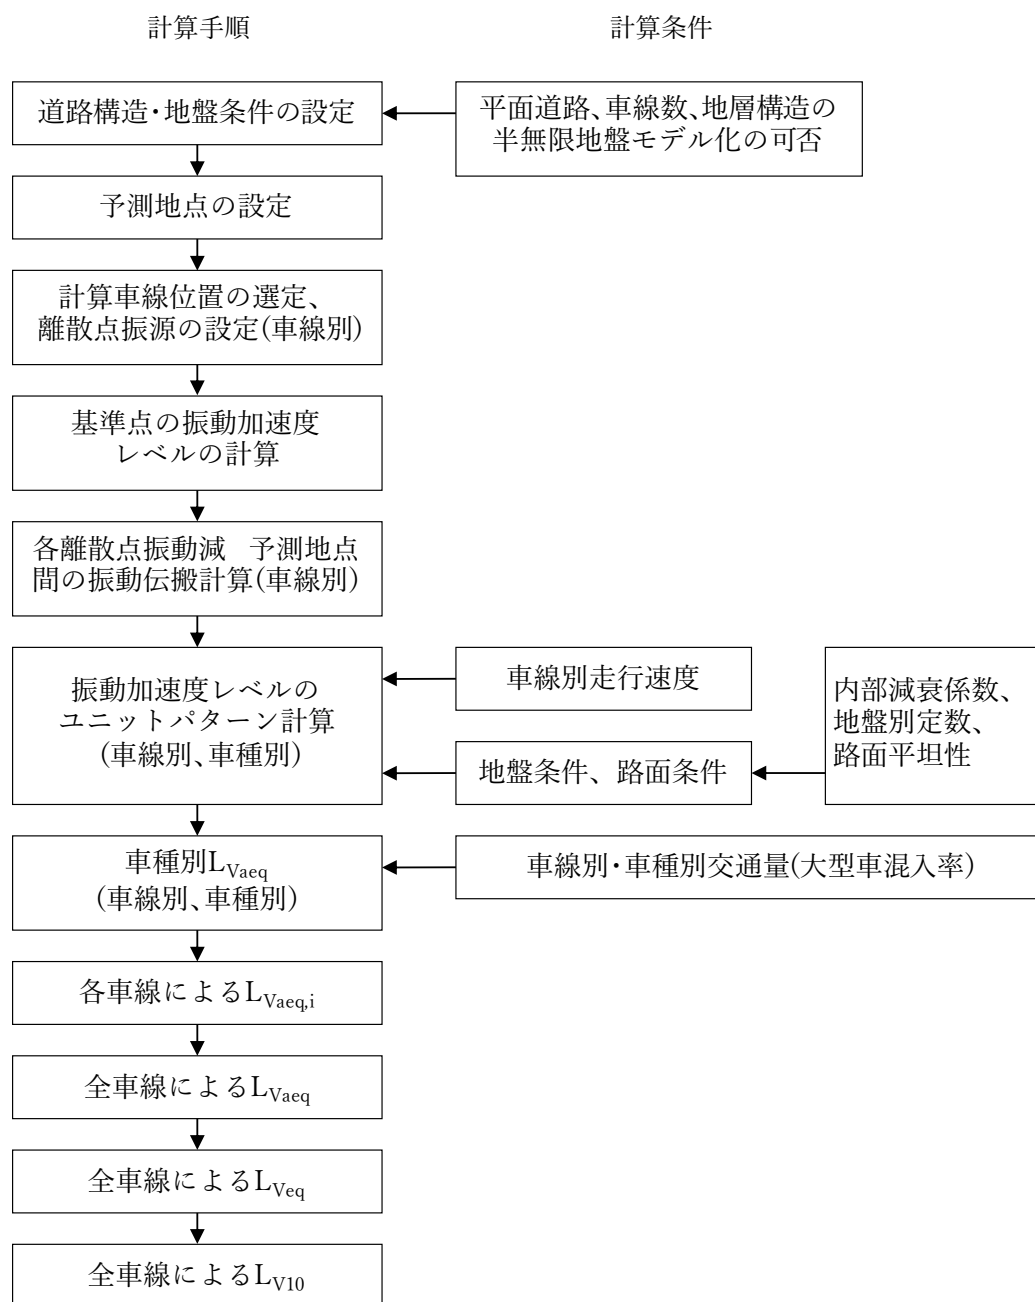 計算手順
計算条件
道路構造・地盤条件の設定
平面道路、車線数、地層構造の
半無限地盤モデル化の可否
予測地点の設定
計算車線位置の選定、
離散点振源の設定(車線別)
基準点の振動加速度
レベルの計算
各離散点振動減　予測地点
間の振動伝搬計算(車線別)
振動加速度レベルの
ユニットパターン計算
(車線別、車種別)
車線別走行速度
地盤条件、路面条件
内部減衰係数、
地盤別定数、
路面平坦性
車種別LVaeq
(車線別、車種別)
車線別・車種別交通量(大型車混入率)
各車線によるLVaeq,i
全車線によるLVaeq
全車線によるLVeq
全車線によるLV10